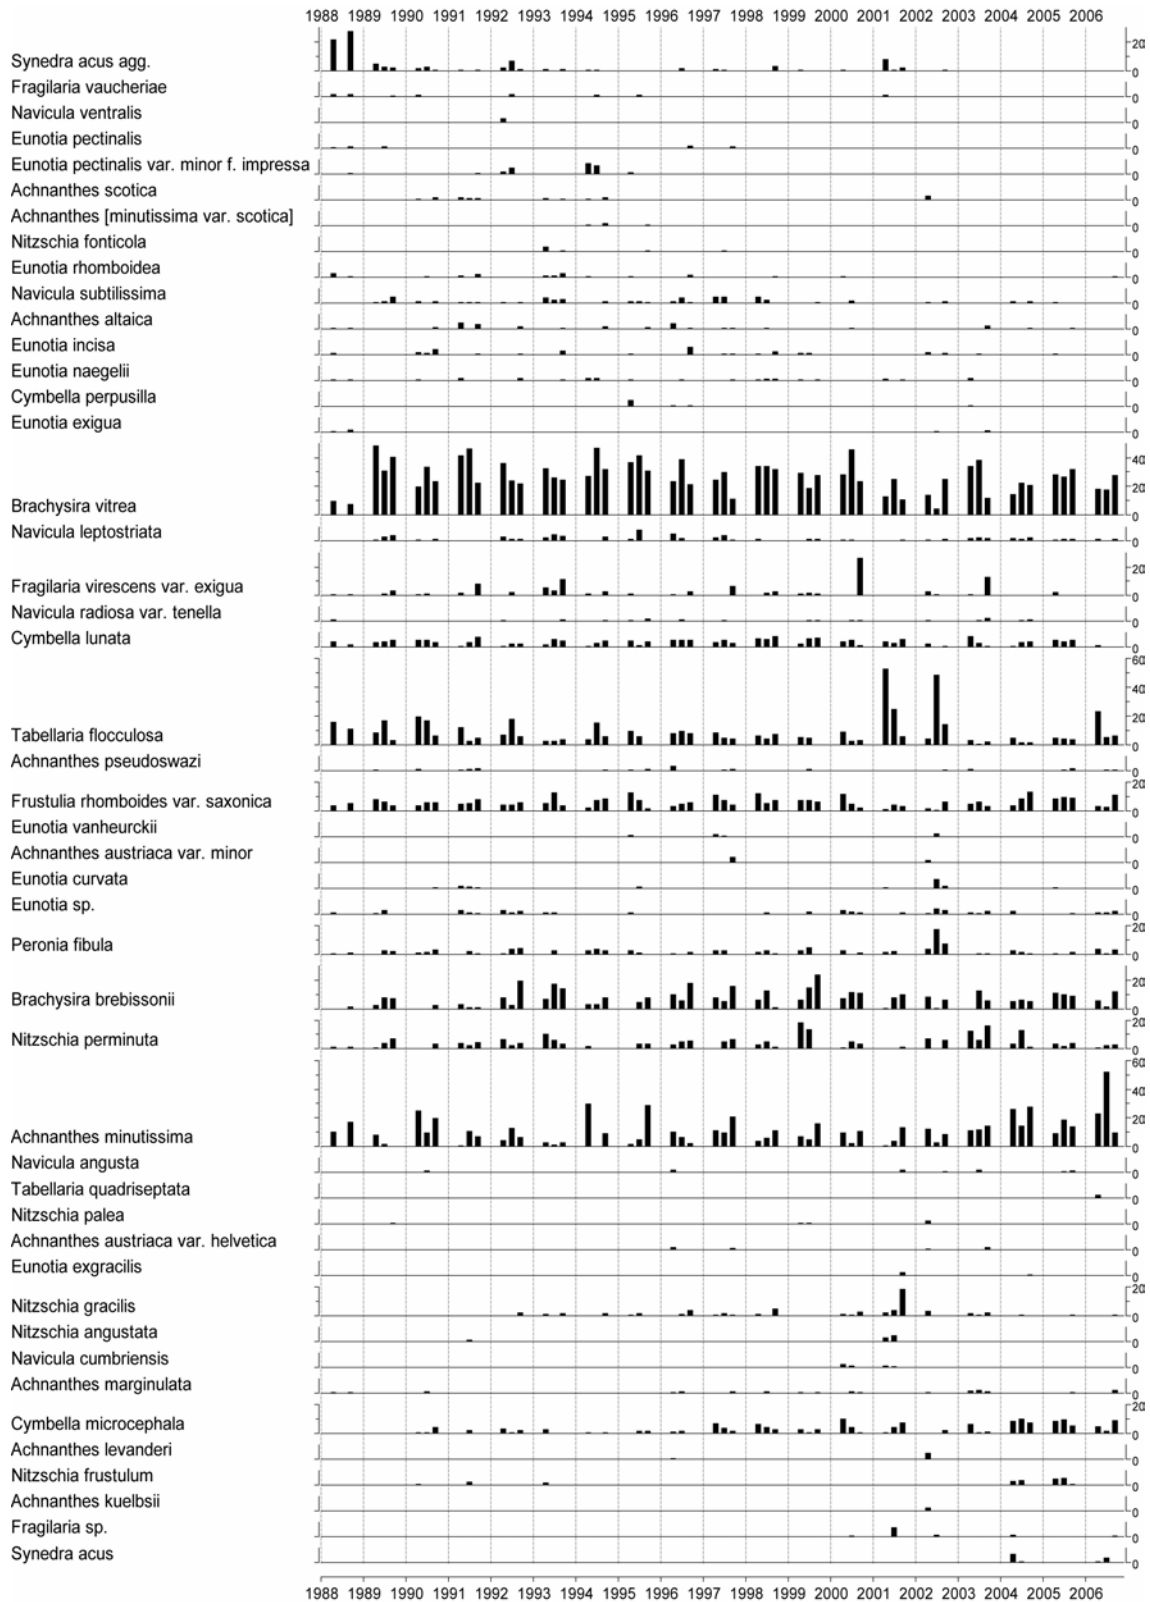 1988 1989 1990 1991 1992 1993 1994 1995 1996 1997 1998 1999 2000 2001 2002 2003 2004 2005 2006
20
Synedra acus agg.
0
Fragilaria vaucheriae 0
Navicula ventralis 0
Eunotia pectinalis 0
Eunotia pectinalis var. minor f. impressa 0
Achnanthes scotica 0
Achnanthes [minutissima var. scotica] 0
Nitzschia fonticola 0
Eunotia rhomboidea 0
Navicula subtilissima 0
Achnanthes altaica 0
Eunotia incisa 0
Eunotia naegelii 0
Cymbella perpusilla 0
Eunotia exigua 0
40
20
Brachysira vitrea 0
Navicula leptostriata 0
20
Fragilaria virescens var. exigua 0
Navicula radiosa var. tenella 0
Cymbella lunata 0
60
40
20
Tabellaria flocculosa 0
Achnanthes pseudoswazi 0
20
Frustulia rhomboides var. saxonica 0
Eunotia vanheurckii 0
Achnanthes austriaca var. minor 0
Eunotia curvata 0
Eunotia sp. 0
20
Peronia fibula 0
20
Brachysira brebissonii 0
20
Nitzschia perminuta 0
60
40
20
Achnanthes minutissima 0
Navicula angusta 0
Tabellaria quadriseptata 0
Nitzschia palea 0
Achnanthes austriaca var. helvetica 0
Eunotia exgracilis 0
20
Nitzschia gracilis 0
Nitzschia angustata 0
Navicula cumbriensis 0
Achnanthes marginulata 0
20
Cymbella microcephala 0
Achnanthes levanderi 0
Nitzschia frustulum 0
Achnanthes kuelbsii 0
Fragilaria sp. 0
Synedra acus 0
1988 1989 1990 1991 1992 1993 1994 1995 1996 1997 1998 1999 2000 2001 2002 2003 2004 2005 2006